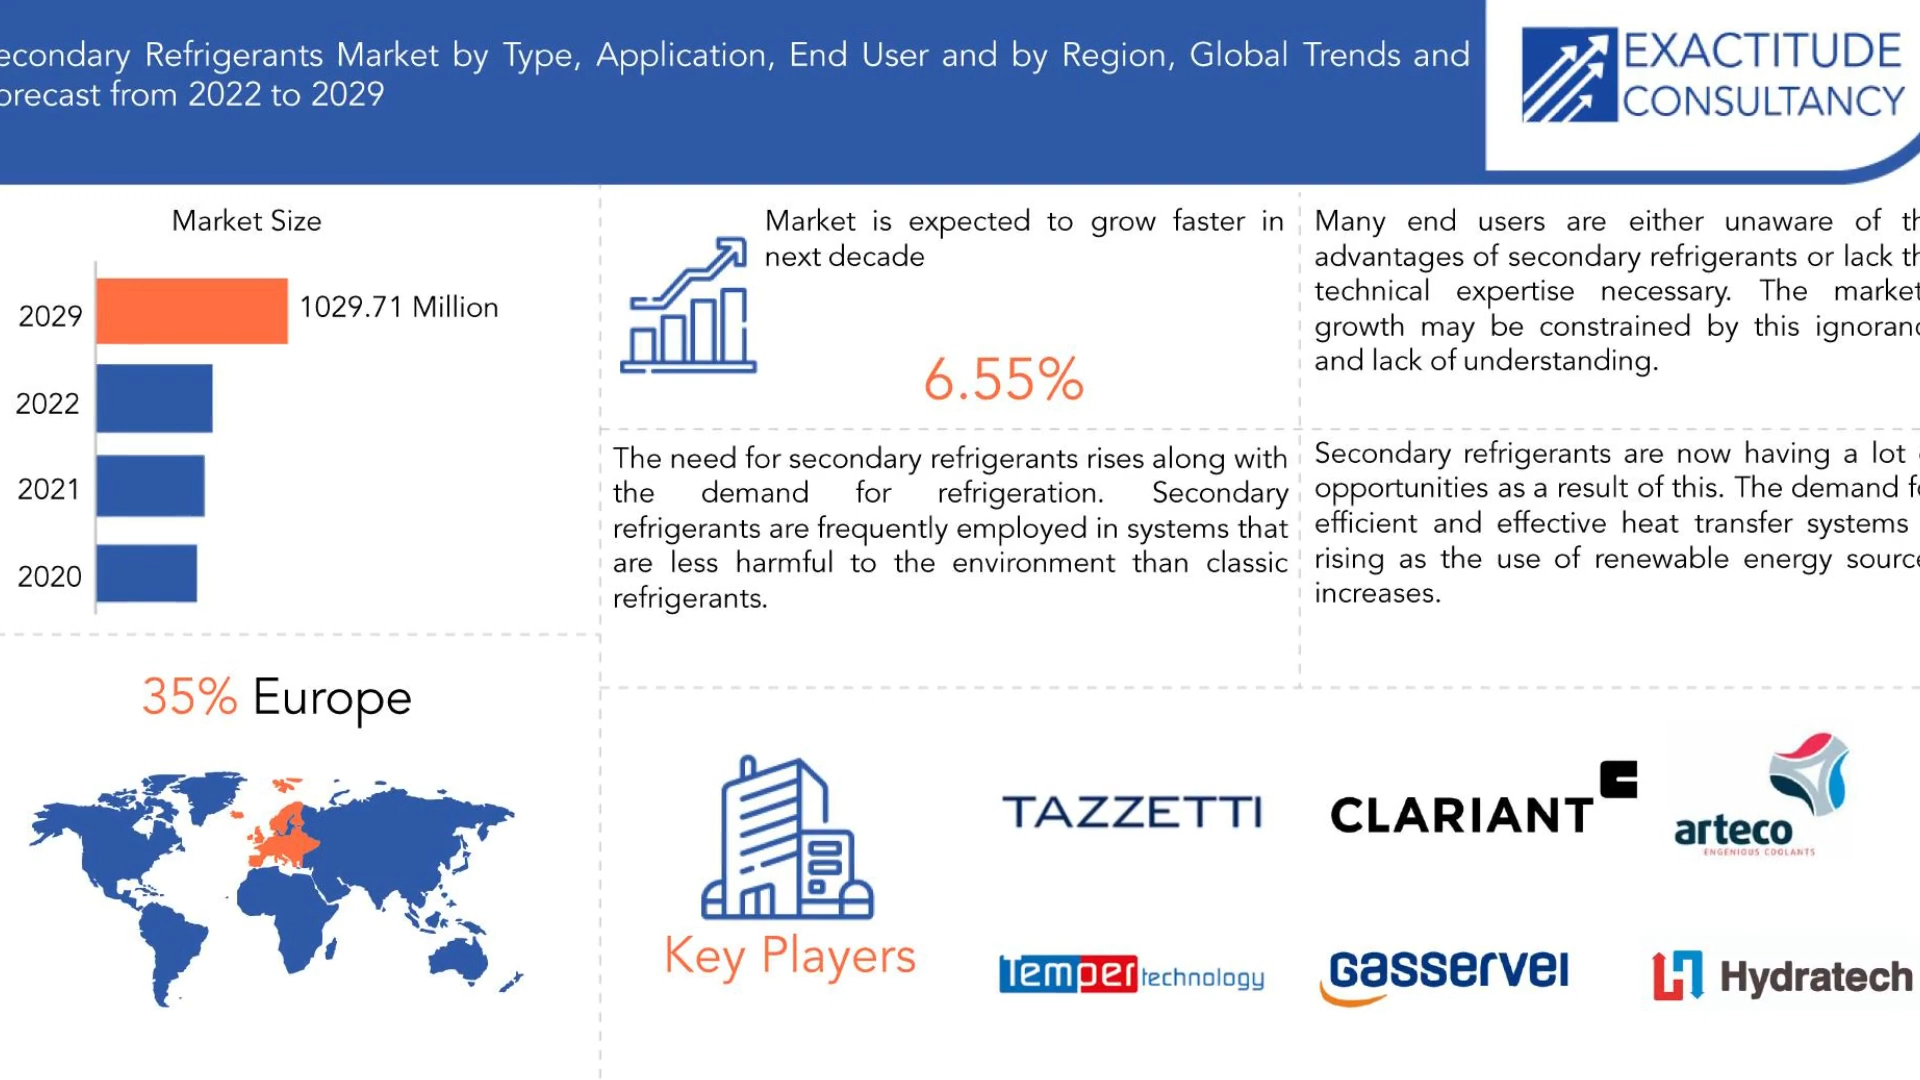 econdary Refrigerants Market by Type, Application, End User and by Region, Global Trends and
orecast from 2022 to 2029
EXACTITUDE
CONSULTANCY
Market Size
2029
1029.71 Million
2022
2021
2020
Market is expected to grow faster in
next decade
6.55%
Many end users are either unaware of th
advantages of secondary refrigerants or lack th
technical expertise necessary. The market
growth may be constrained by this ignoranc
and lack of understanding.
The need for secondary refrigerants rises along with
the demand for refrigeration. Secondary
refrigerants are frequently employed in systems that
are less harmful to the environment than classic
refrigerants.
Secondary refrigerants are now having a lot
opportunities as a result of this. The demand fo
efficient and effective heat transfer systems
rising as the use of renewable energy source
increases.
35% Europe
Key Players
TAZZETTI
CLARIANT
arteco
ENGENIOUS COOLANTS
Temper technology
Gasservei
Hydratech